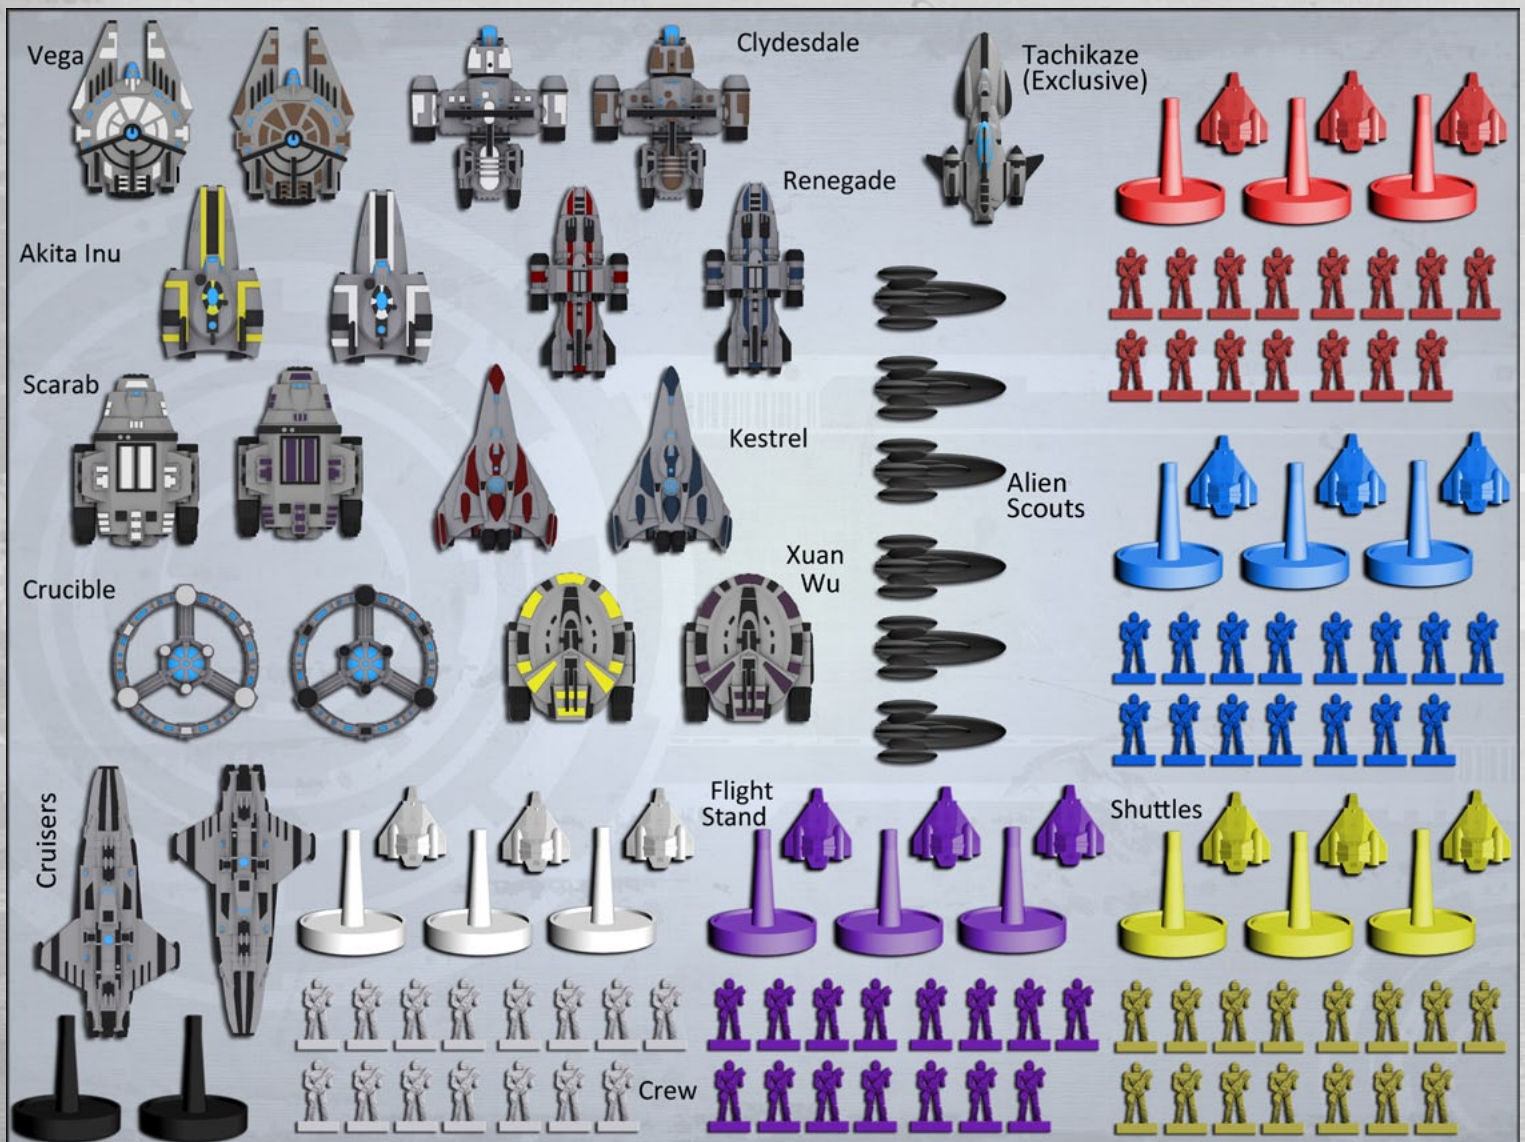 Vega
Clydesdale
Tachikaze
(Exclusive)
Renegade
Akita Inu
Scarab
Kestrel
Alien
Scouts
Xuan
Wu
Crucible
Cruisers
Flight
Stand
Shuttles
Crew